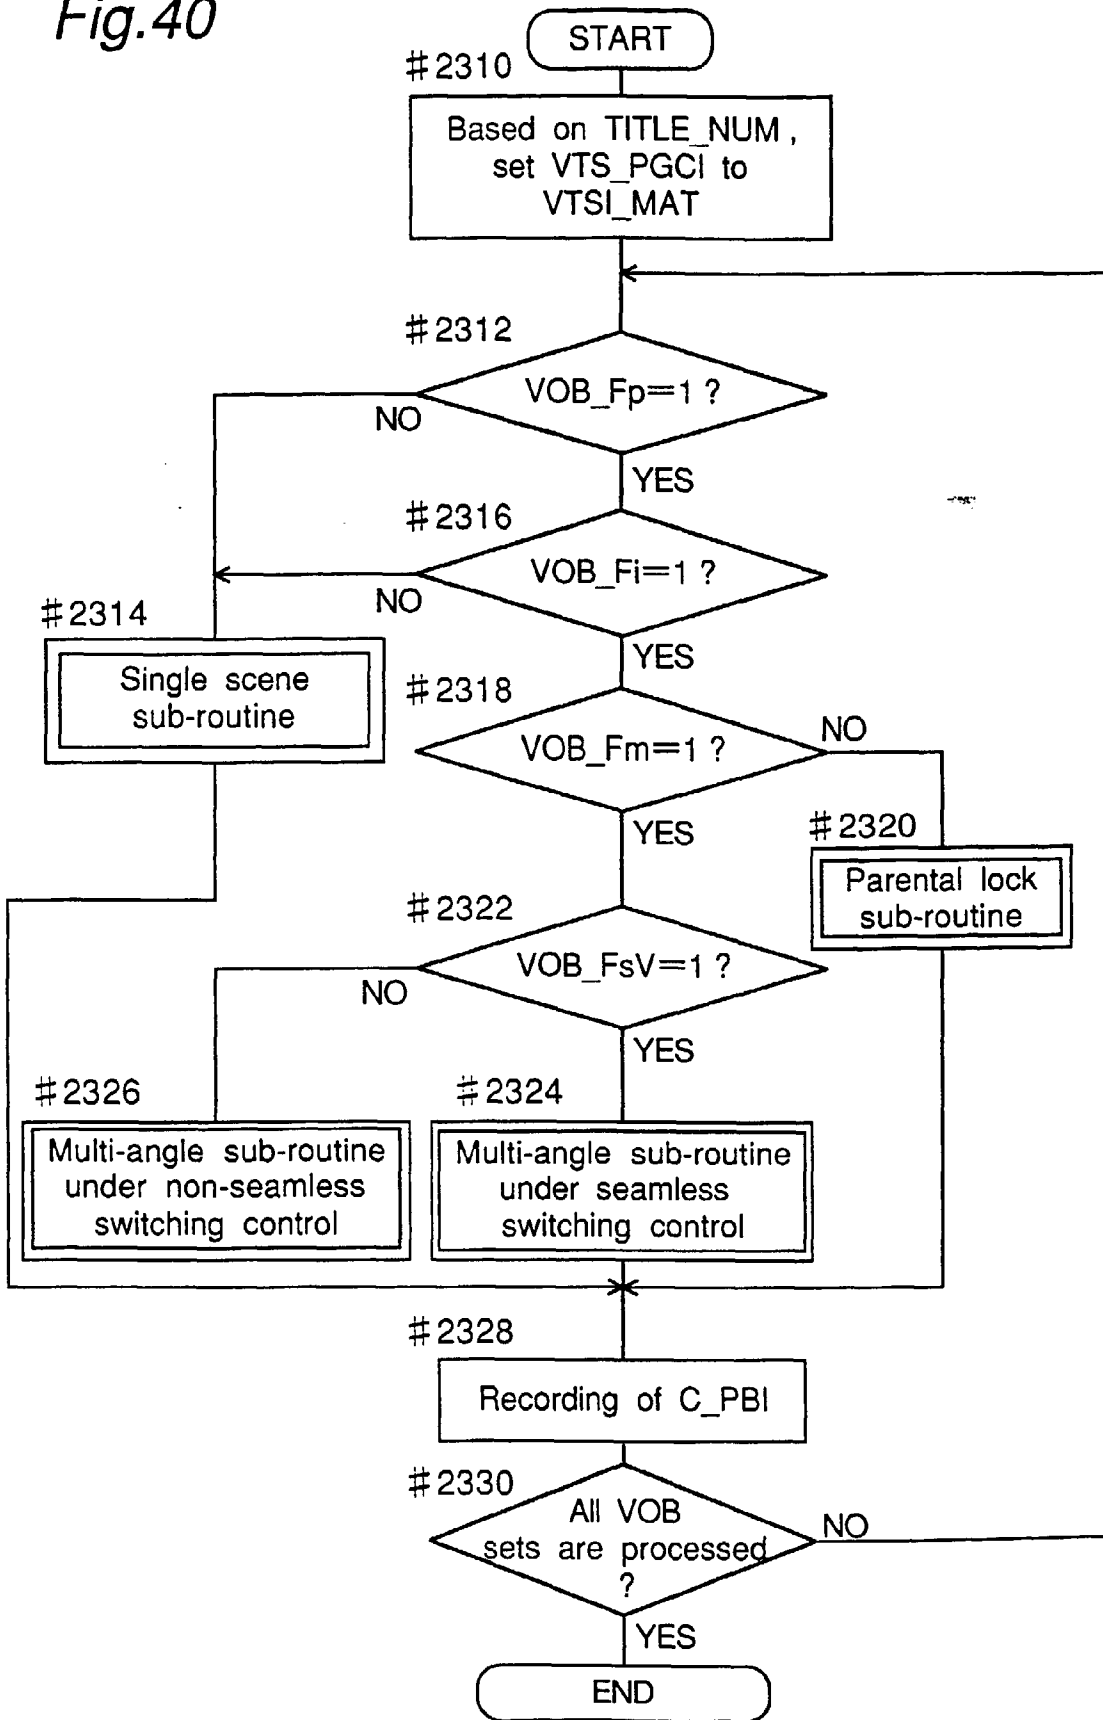 Fig.40
START
#2310
Based on TITLE_NUM,
set VTS_PGCI to
VTSI_MAT
#2312
VOB_Fp=1 ?
NO
YES
#2316
VOB_Fi=1 ?
NO
YES
#2314
Single scene
sub-routine
#2318
VOB_Fm=1 ?
NO
YES
#2320
Parental lock
sub-routine
#2322
VOB_FsV=1 ?
NO
YES
#2326
Multi-angle sub-routine
under non-seamless
switching control
#2324
Multi-angle sub-routine
under seamless
switching control
#2328
Recording of C_PBI
#2330
All VOB
sets are processed
?
NO
YES
END